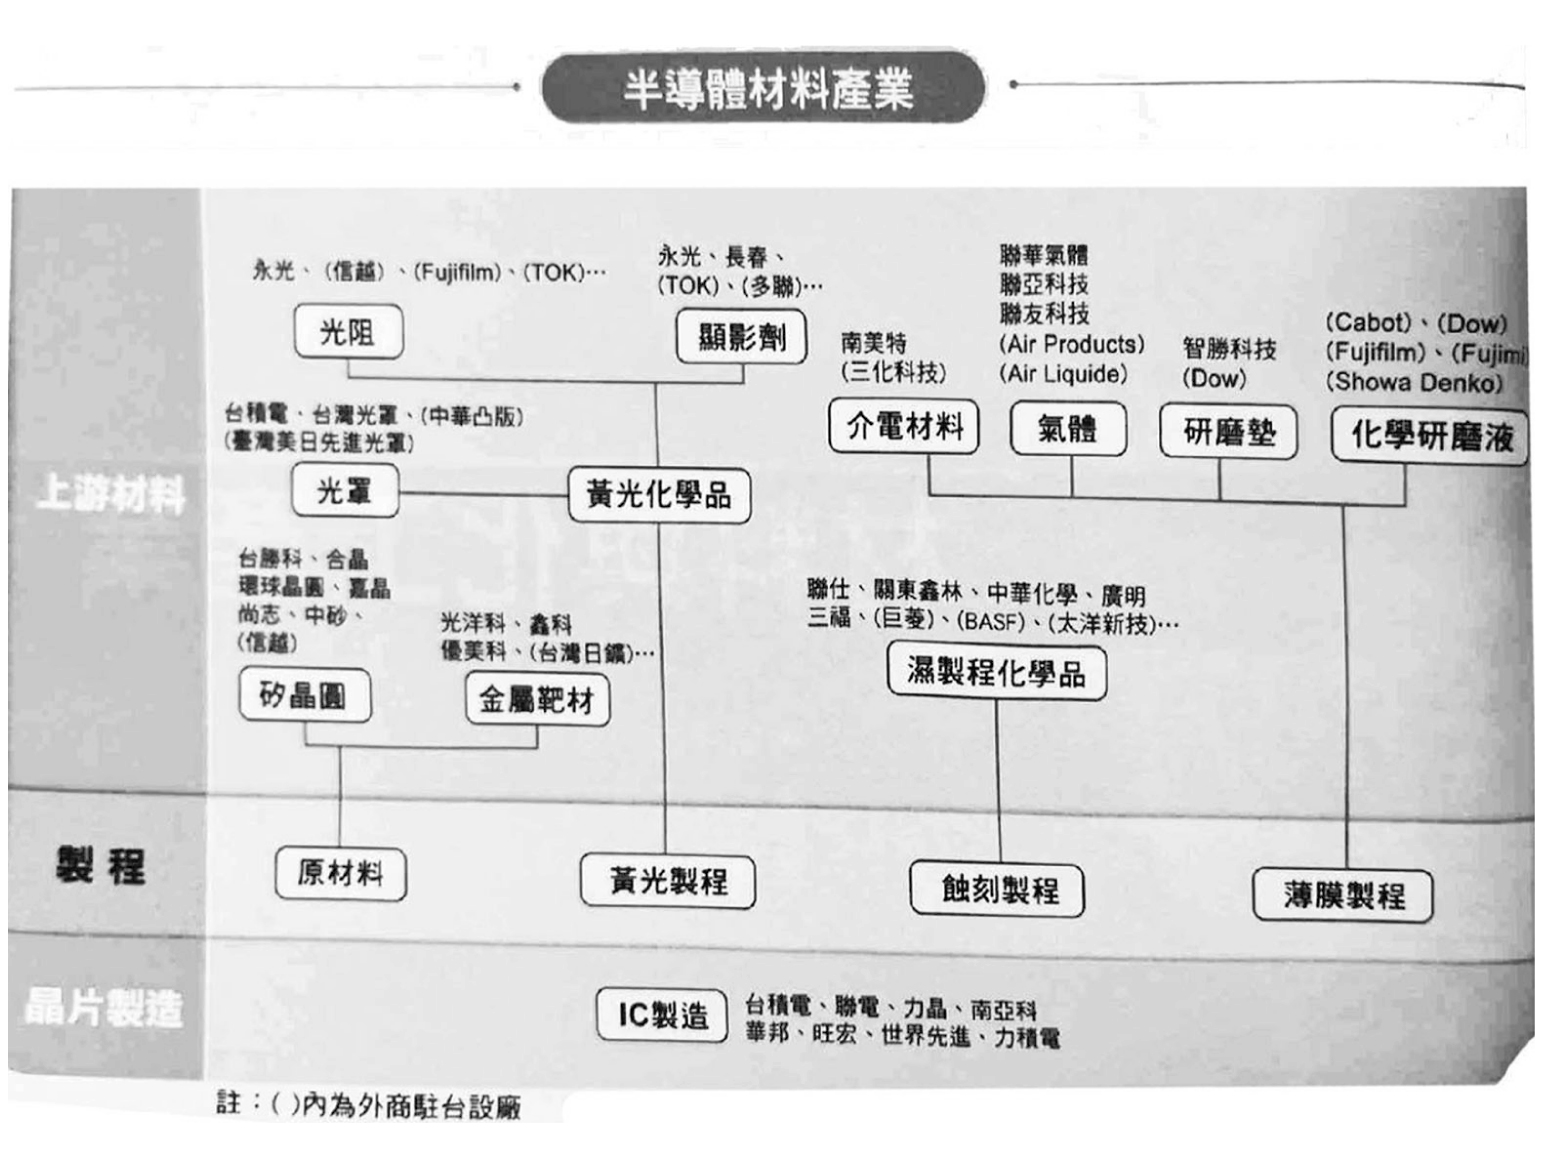 半導體材料產業
永光、(信越)、(Fujifilm)、(TOK)…
光阻
永光、長春、
(TOK)、(多聯)…
顯影劑
南美特
(三化科技)
介電材料
聯華氣體
聯亞科技
聯友科技
(Air Products)
(Air Liquide)
氣體
智勝科技
(Dow)
研磨墊
(Cabot)、(Dow)
(Fujifilm)、(Fujimi)
(Showa Denko)
化學研磨液
上游材料
台積電、台灣光罩、(中華凸版)
(臺灣美日先進光罩)
光罩
黃光化學品
台勝科、合晶
環球晶圓、嘉晶
尚志、中砂、
(信越)
矽晶圓
光洋科、鑫科
優美科、(台灣日鑛)…
金屬靶材
聯仕、關東鑫林、中華化學、廣明
三福、(巨菱)、(BASF)、(太洋新技)…
濕製程化學品
製程
原材料
黃光製程
蝕刻製程
薄膜製程
晶片製造
IC製造
台積電、聯電、力晶、南亞科
華邦、旺宏、世界先進、力積電
註：( )內為外商駐台設廠